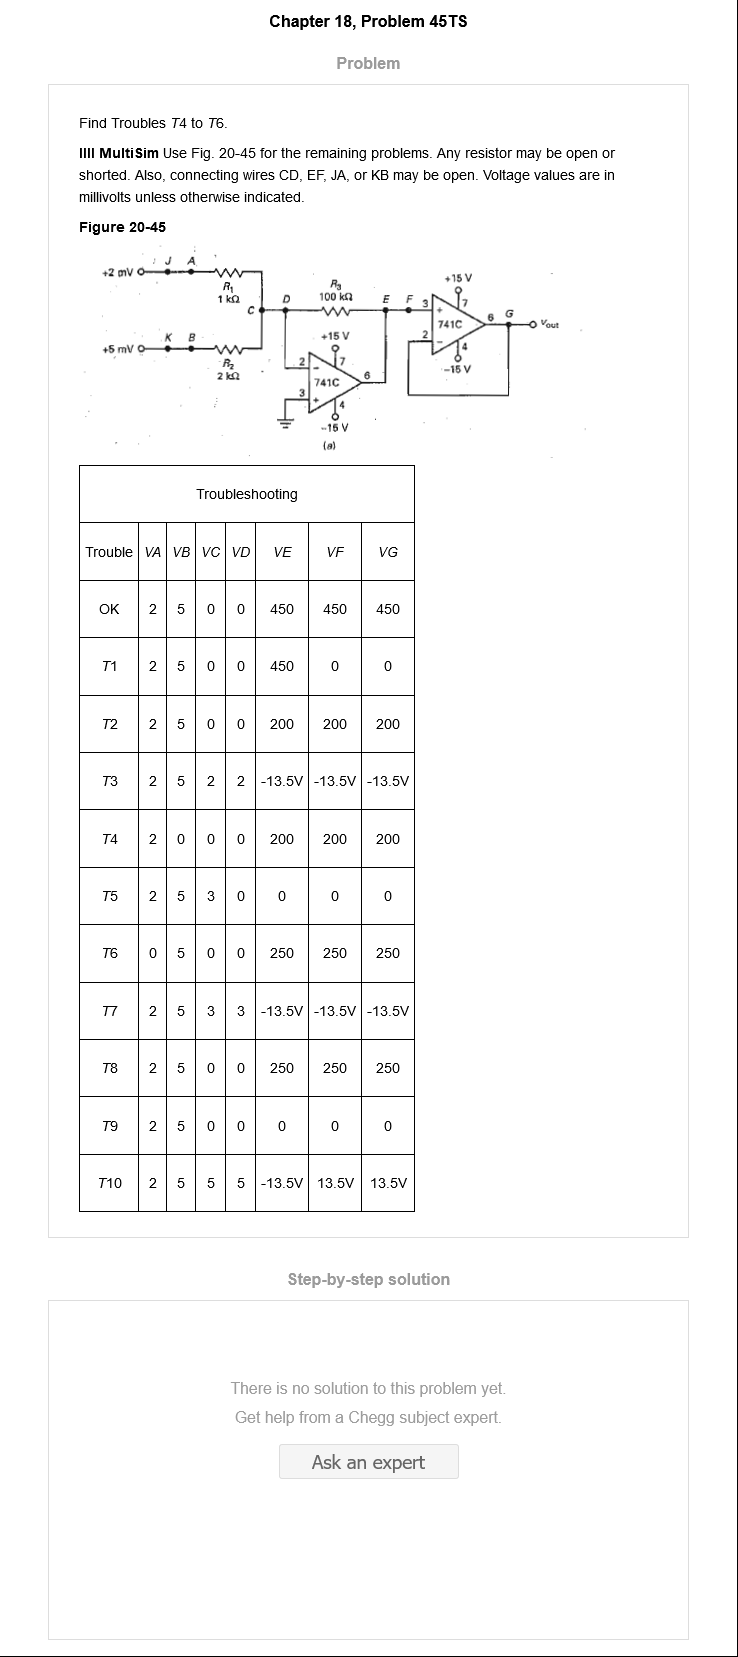 Chapter 18, Problem 45TS
Problem
Find Troubles T4 to T6.
IIII MultiSim Use Fig. 20-45 for the remaining problems. Any resistor may be open or
shorted. Also, connecting wires CD, EF, JA, or KB may be open. Voltage values are in
millivolts unless otherwise indicated.
Figure 20-45
+2 mV J A
R1
1 kΩ
C
D
R3
100 kΩ
E F 3
+15 V
7
+
741C
6 G
Vout
2
-
4
-15 V
+5 mV K B
R2
2 kΩ
+15 V
2
7
-
741C
6
3
+
4
-15 V
(a)
Troubleshooting
Trouble VA VB VC VD VE VF VG
OK 2 5 0 0 450 450 450
T1 2 5 0 0 450 0 0
T2 2 5 0 0 200 200 200
T3 2 5 2 2 -13.5V -13.5V -13.5V
T4 2 0 0 0 200 200 200
T5 2 5 3 0 0 0 0
T6 0 5 0 0 250 250 250
T7 2 5 3 3 -13.5V -13.5V -13.5V
T8 2 5 0 0 250 250 250
T9 2 5 0 0 0 0 0
T10 2 5 5 5 -13.5V 13.5V 13.5V
Step-by-step solution
There is no solution to this problem yet.
Get help from a Chegg subject expert.
Ask an expert